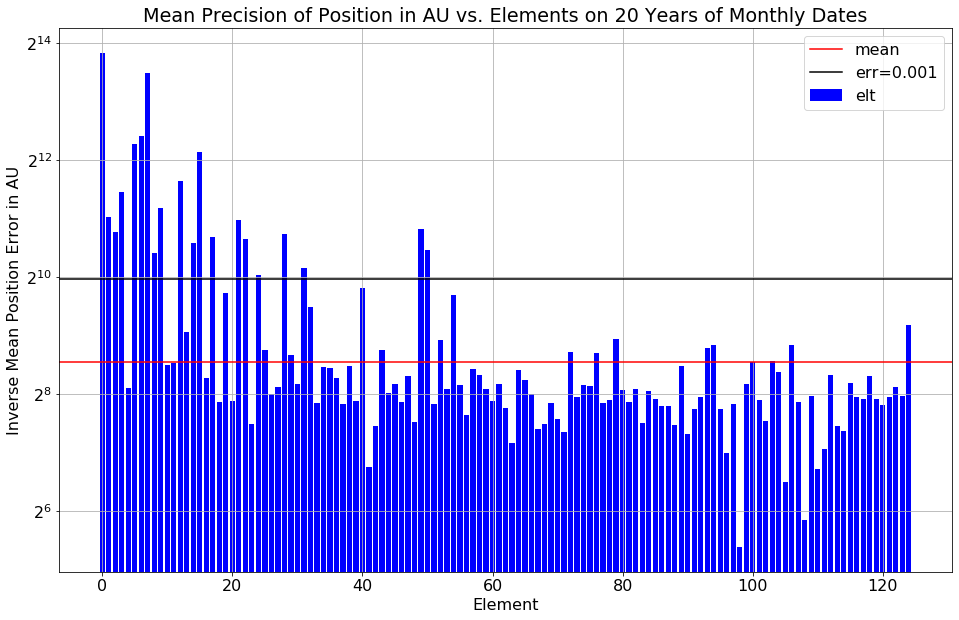 Mean Precision of Position in AU vs. Elements on 20 Years of Monthly Dates
mean
err=0.001
elt
Inverse Mean Position Error in AU
2^14
2^12
2^10
2^8
2^6
0 20 40 60 80 100 120
Element